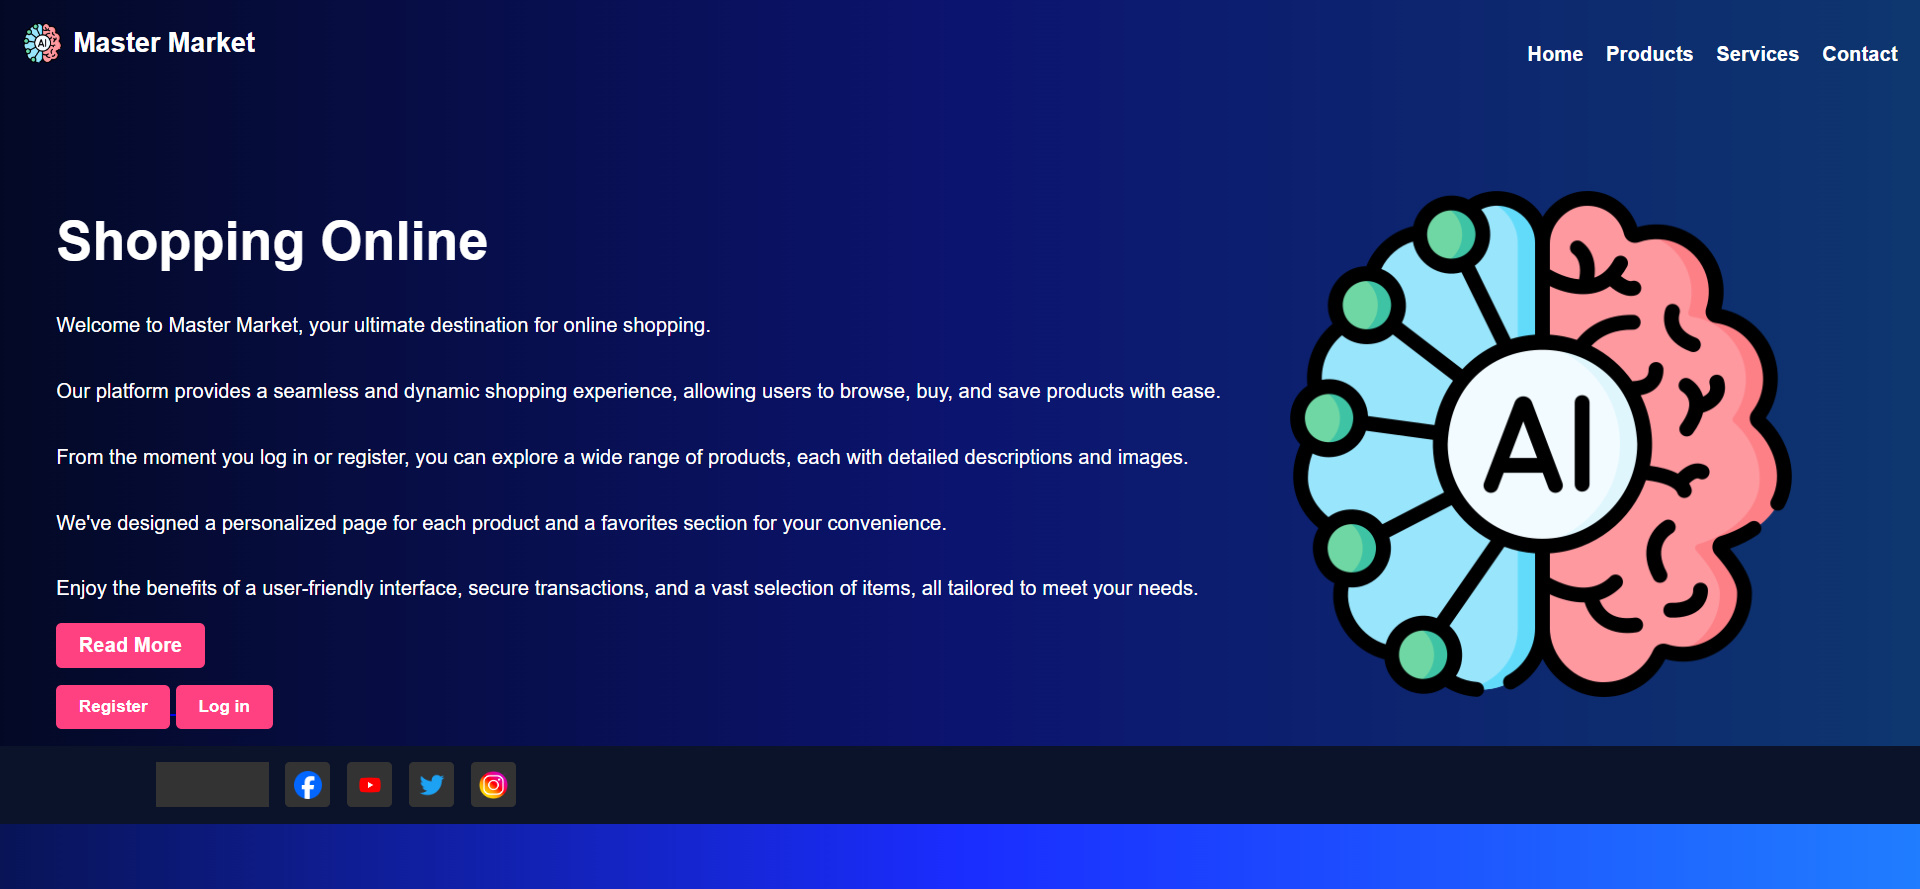 AI Master Market
Home Products Services Contact
Shopping Online
Welcome to Master Market, your ultimate destination for online shopping.
Our platform provides a seamless and dynamic shopping experience, allowing users to browse, buy, and save products with ease.
From the moment you log in or register, you can explore a wide range of products, each with detailed descriptions and images.
We've designed a personalized page for each product and a favorites section for your convenience.
Enjoy the benefits of a user-friendly interface, secure transactions, and a vast selection of items, all tailored to meet your needs.
AI
Read More
Register Log in